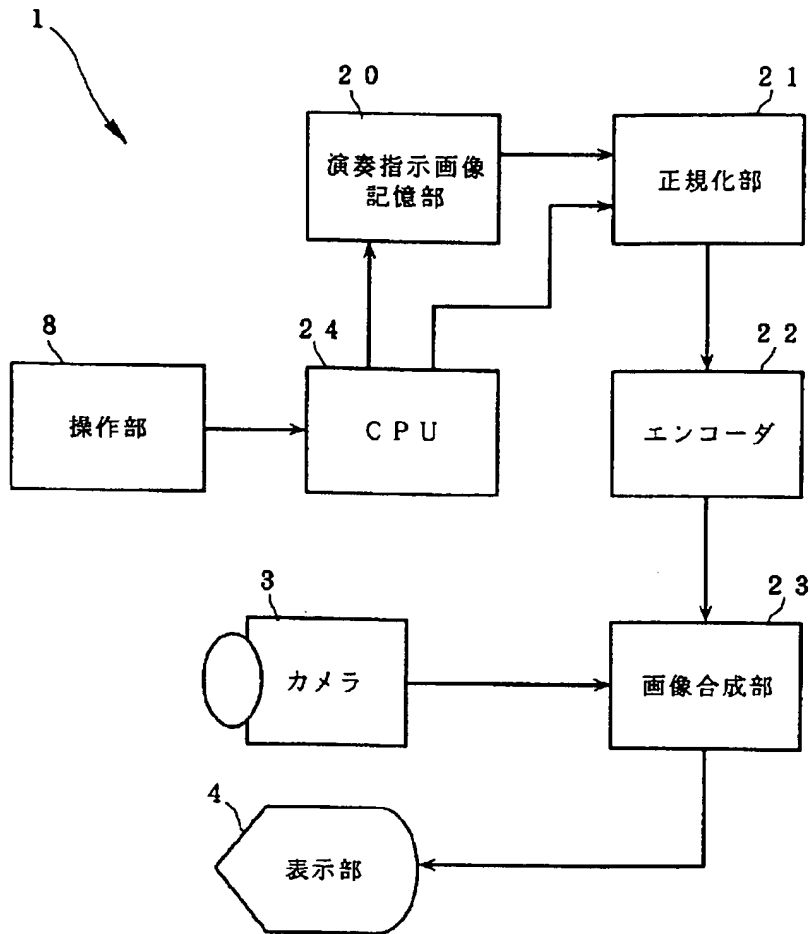 1
２０
演奏指示画像
記憶部
２１
正規化部
8
操作部
２４
ＣＰＵ
２２
エンコーダ
3
カメラ
２３
画像合成部
4
表示部